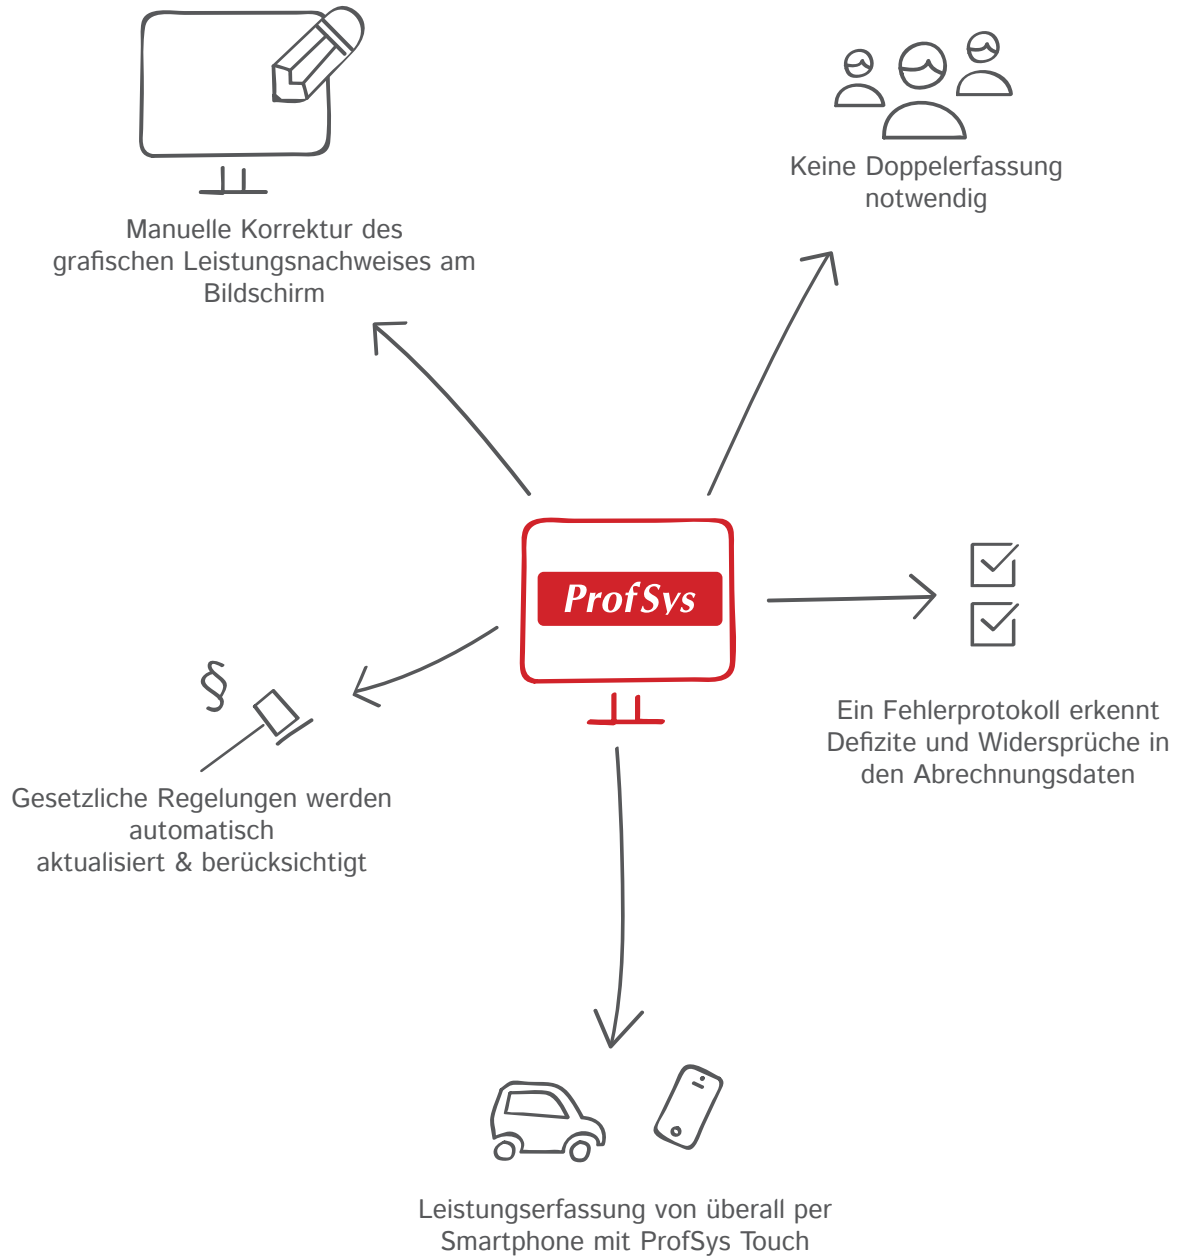 Keine Doppelerfassung
notwendig
Manuelle Korrektur des
grafischen Leistungsnachweises am
Bildschirm
ProfSys
Ein Fehlerprotokoll erkennt
Defizite und Widersprüche in
den Abrechnungsdaten
§
Gesetzliche Regelungen werden
automatisch
aktualisiert & berücksichtigt
Leistungserfassung von überall per
Smartphone mit ProfSys Touch